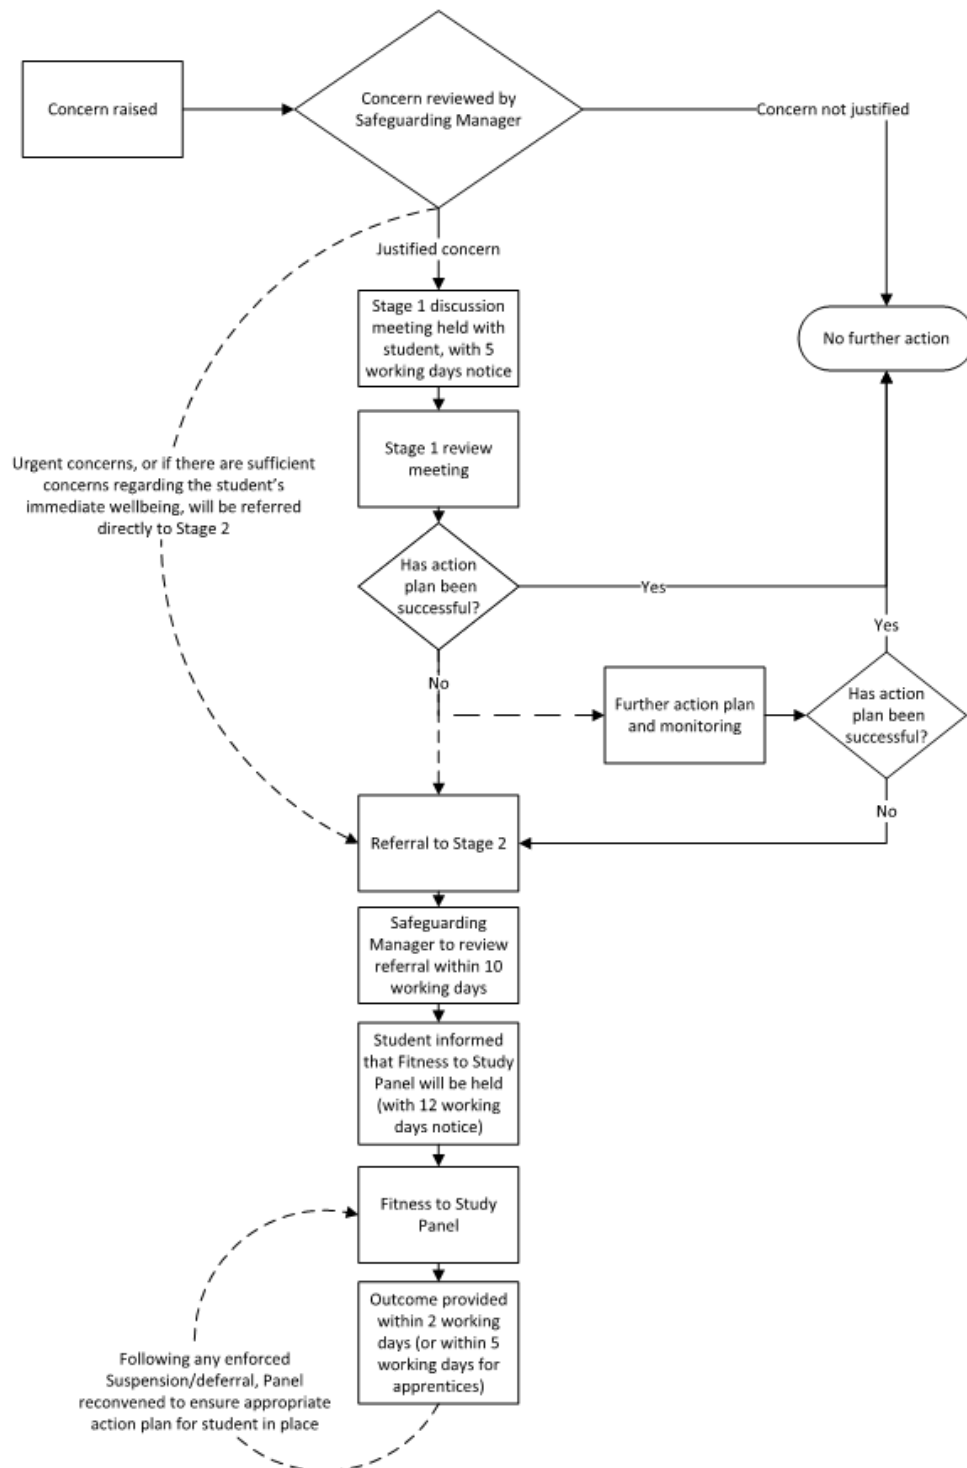 Concern raised
Concern reviewed by
Safeguarding Manager
Concern not justified
Justified concern
Stage 1 discussion
meeting held with
student, with 5
working days notice
No further action
Stage 1 review
meeting
Urgent concerns, or if there are sufficient
concerns regarding the student's
immediate wellbeing, will be referred
directly to Stage 2
Has action
plan been
successful?
Yes
No
Further action plan
and monitoring
Yes
Has action
plan been
successful?
No
Referral to Stage 2
Safeguarding
Manager to review
referral within 10
working days
Student informed
that Fitness to Study
Panel will be held
(with 12 working
days notice)
Fitness to Study
Panel
Outcome provided
within 2 working
days (or within 5
working days for
apprentices)
Following any enforced
Suspension/deferral, Panel
reconvened to ensure appropriate
action plan for student in place